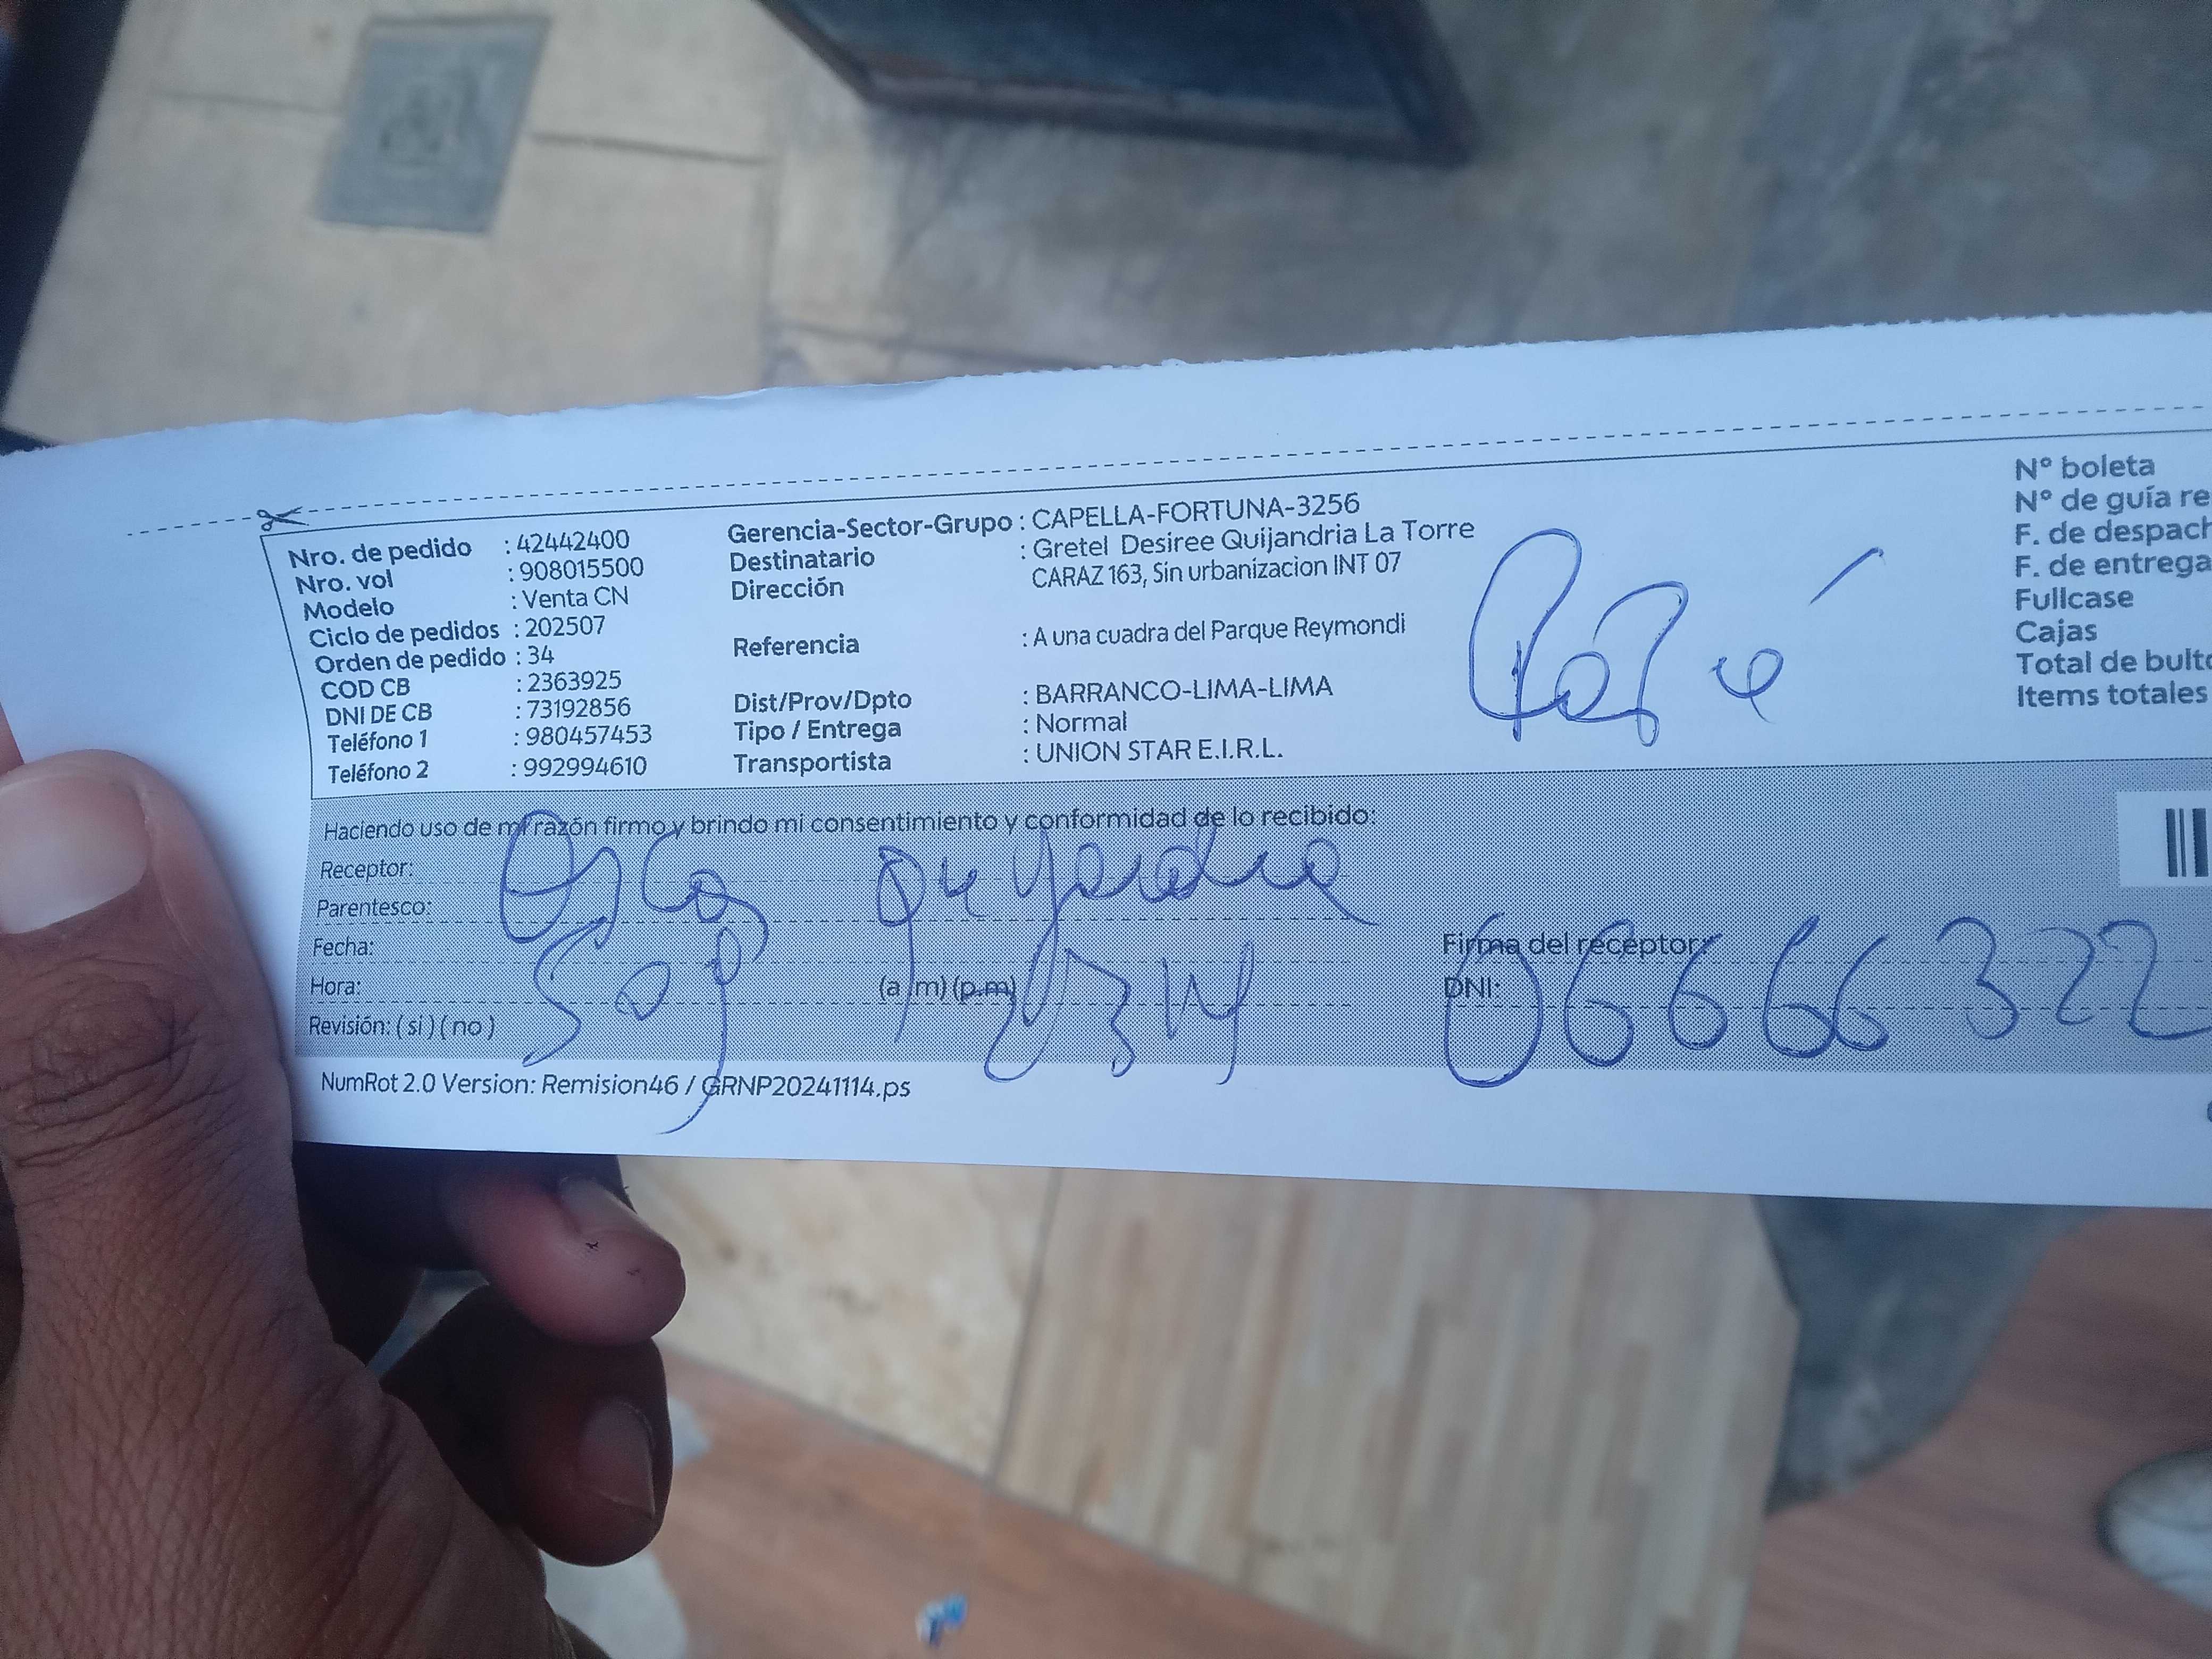 Nro. de pedido : 42442400
Nro. vol : 908015500
Modelo : Venta CN
Ciclo de pedidos : 202507
Orden de pedido : 34
COD CB : 2363925
DNI DE CB : 73192856
Teléfono 1 : 980457453
Teléfono 2 : 992994610
Gerencia-Sector-Grupo : CAPELLA-FORTUNA-3256
Destinatario : Gretel Desiree Quijandria La Torre
Dirección CARAZ 163, Sin urbanizacion INT 07
Referencia : A una cuadra del Parque Reymondi
Dist/Prov/Dpto : BARRANCO-LIMA-LIMA
Tipo / Entrega : Normal
Transportista : UNION STAR E.I.R.L.
Papá
N° boleta
N° de guía re
F. de despach
F. de entrega
Fullcase
Cajas
Total de bulto
Items totales
Haciendo uso de mi razón firmo y brindo mi consentimiento y conformidad de lo recibido:
Receptor:
Parentesco:
Fecha:
Hora: (a.m) (p.m)
Revisión: ( si ) ( no )
Firma del receptor:
DNI: 06666322
NumRot 2.0 Version: Remision46 / GRNP20241114.ps